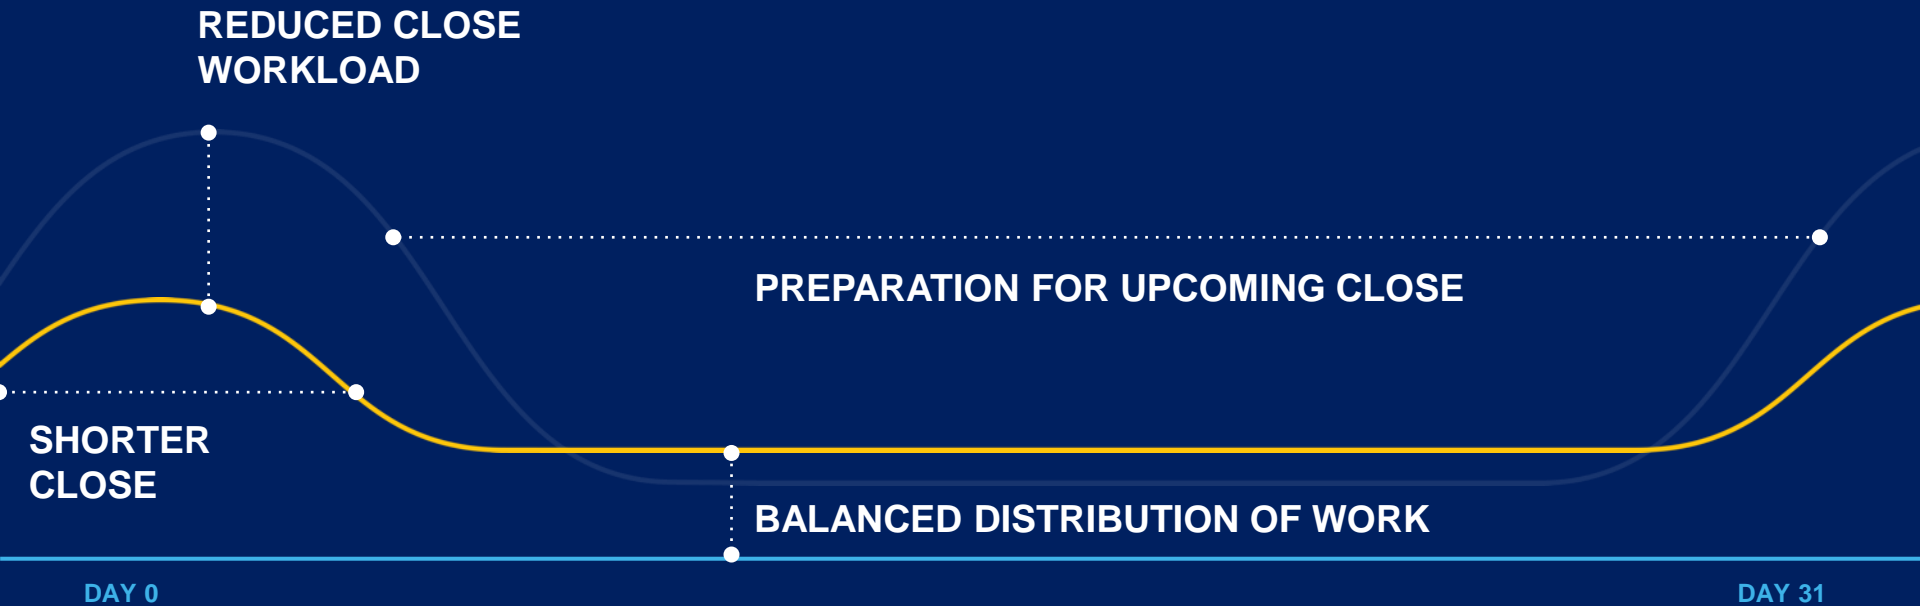 REDUCED CLOSE
WORKLOAD
PREPARATION FOR UPCOMING CLOSE
SHORTER
CLOSE
BALANCED DISTRIBUTION OF WORK
DAY 0
DAY 31